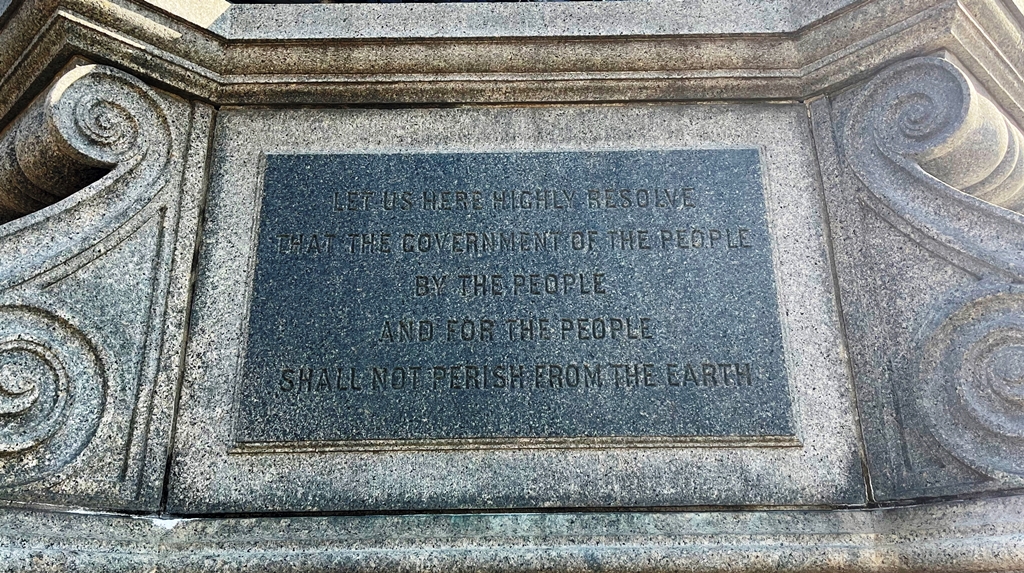 LET US HERE HIGHLY RESOLVE
THAT THE GOVERNMENT OF THE PEOPLE
BY THE PEOPLE
AND FOR THE PEOPLE
SHALL NOT PERISH FROM THE EARTH